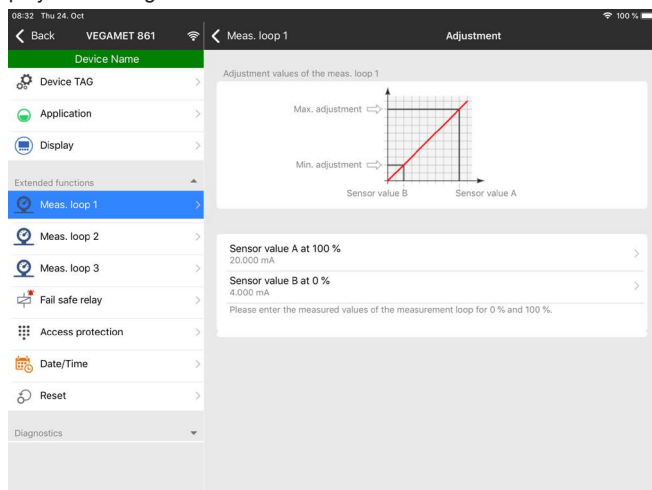 08:32 Thu 24. Oct
100 %
Back
VEGAMET 861
Meas. loop 1
Adjustment
Device Name
Device TAG
Application
Display
Extended functions
Meas. loop 1
Meas. loop 2
Meas. loop 3
Fail safe relay
Access protection
Date/Time
Reset
Diagnostics
Adjustment values of the meas. loop 1
Max. adjustment
Min. adjustment
Sensor value B
Sensor value A
Sensor value A at 100 %
20.000 mA
Sensor value B at 0 %
4.000 mA
Please enter the measured values of the measurement loop for 0 % and 100 %.